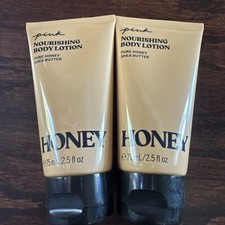 pink
NOURISHING
BODY LOTION
PURE HONEY
SHEA BUTTER
HONEY
e 75 mL / 2.5 fl oz
pink
NOURISHING
BODY LOTION
PURE HONEY
SHEA BUTTER
HONEY
e 75 mL / 2.5 fl oz